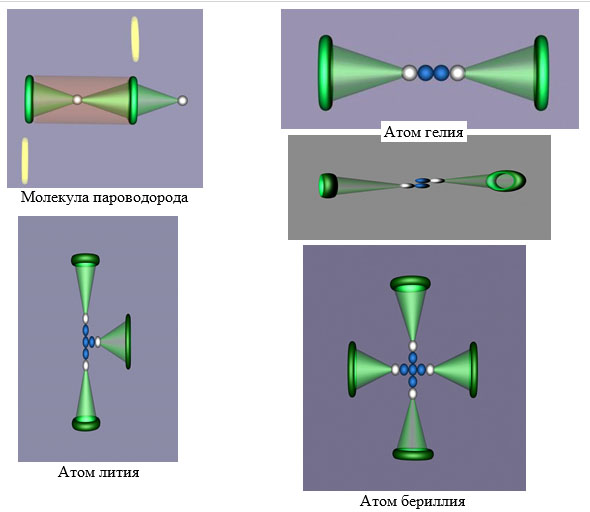 Молекула пароводорода
Атом гелия
Атом лития
Атом бериллия